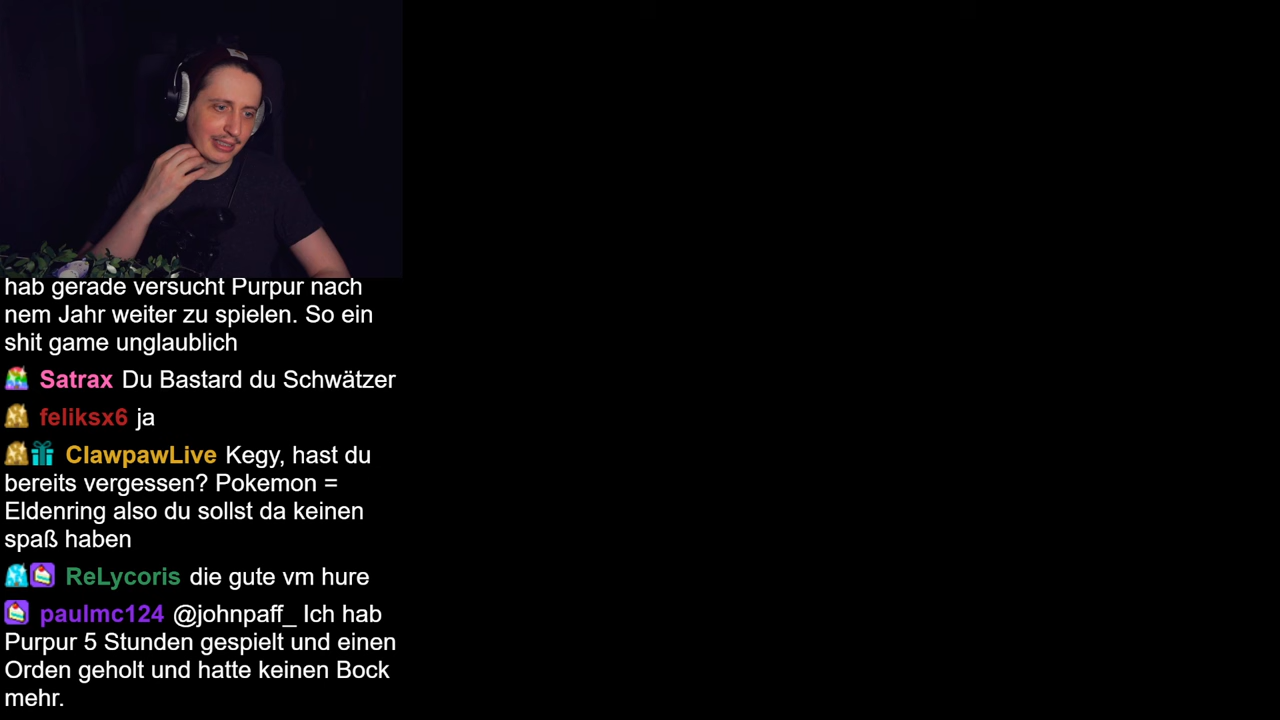 hab gerade versucht Purpur nach
nem Jahr weiter zu spielen. So ein
shit game unglaublich
Satrax Du Bastard du Schwätzer
feliksx6 ja
ClawpawLive Kegy, hast du
bereits vergessen? Pokemon =
Eldenring also du sollst da keinen
spaß haben
ReLycoris die gute vm hure
paulmc124 @johnpaff_ Ich hab
Purpur 5 Stunden gespielt und einen
Orden geholt und hatte keinen Bock
mehr.